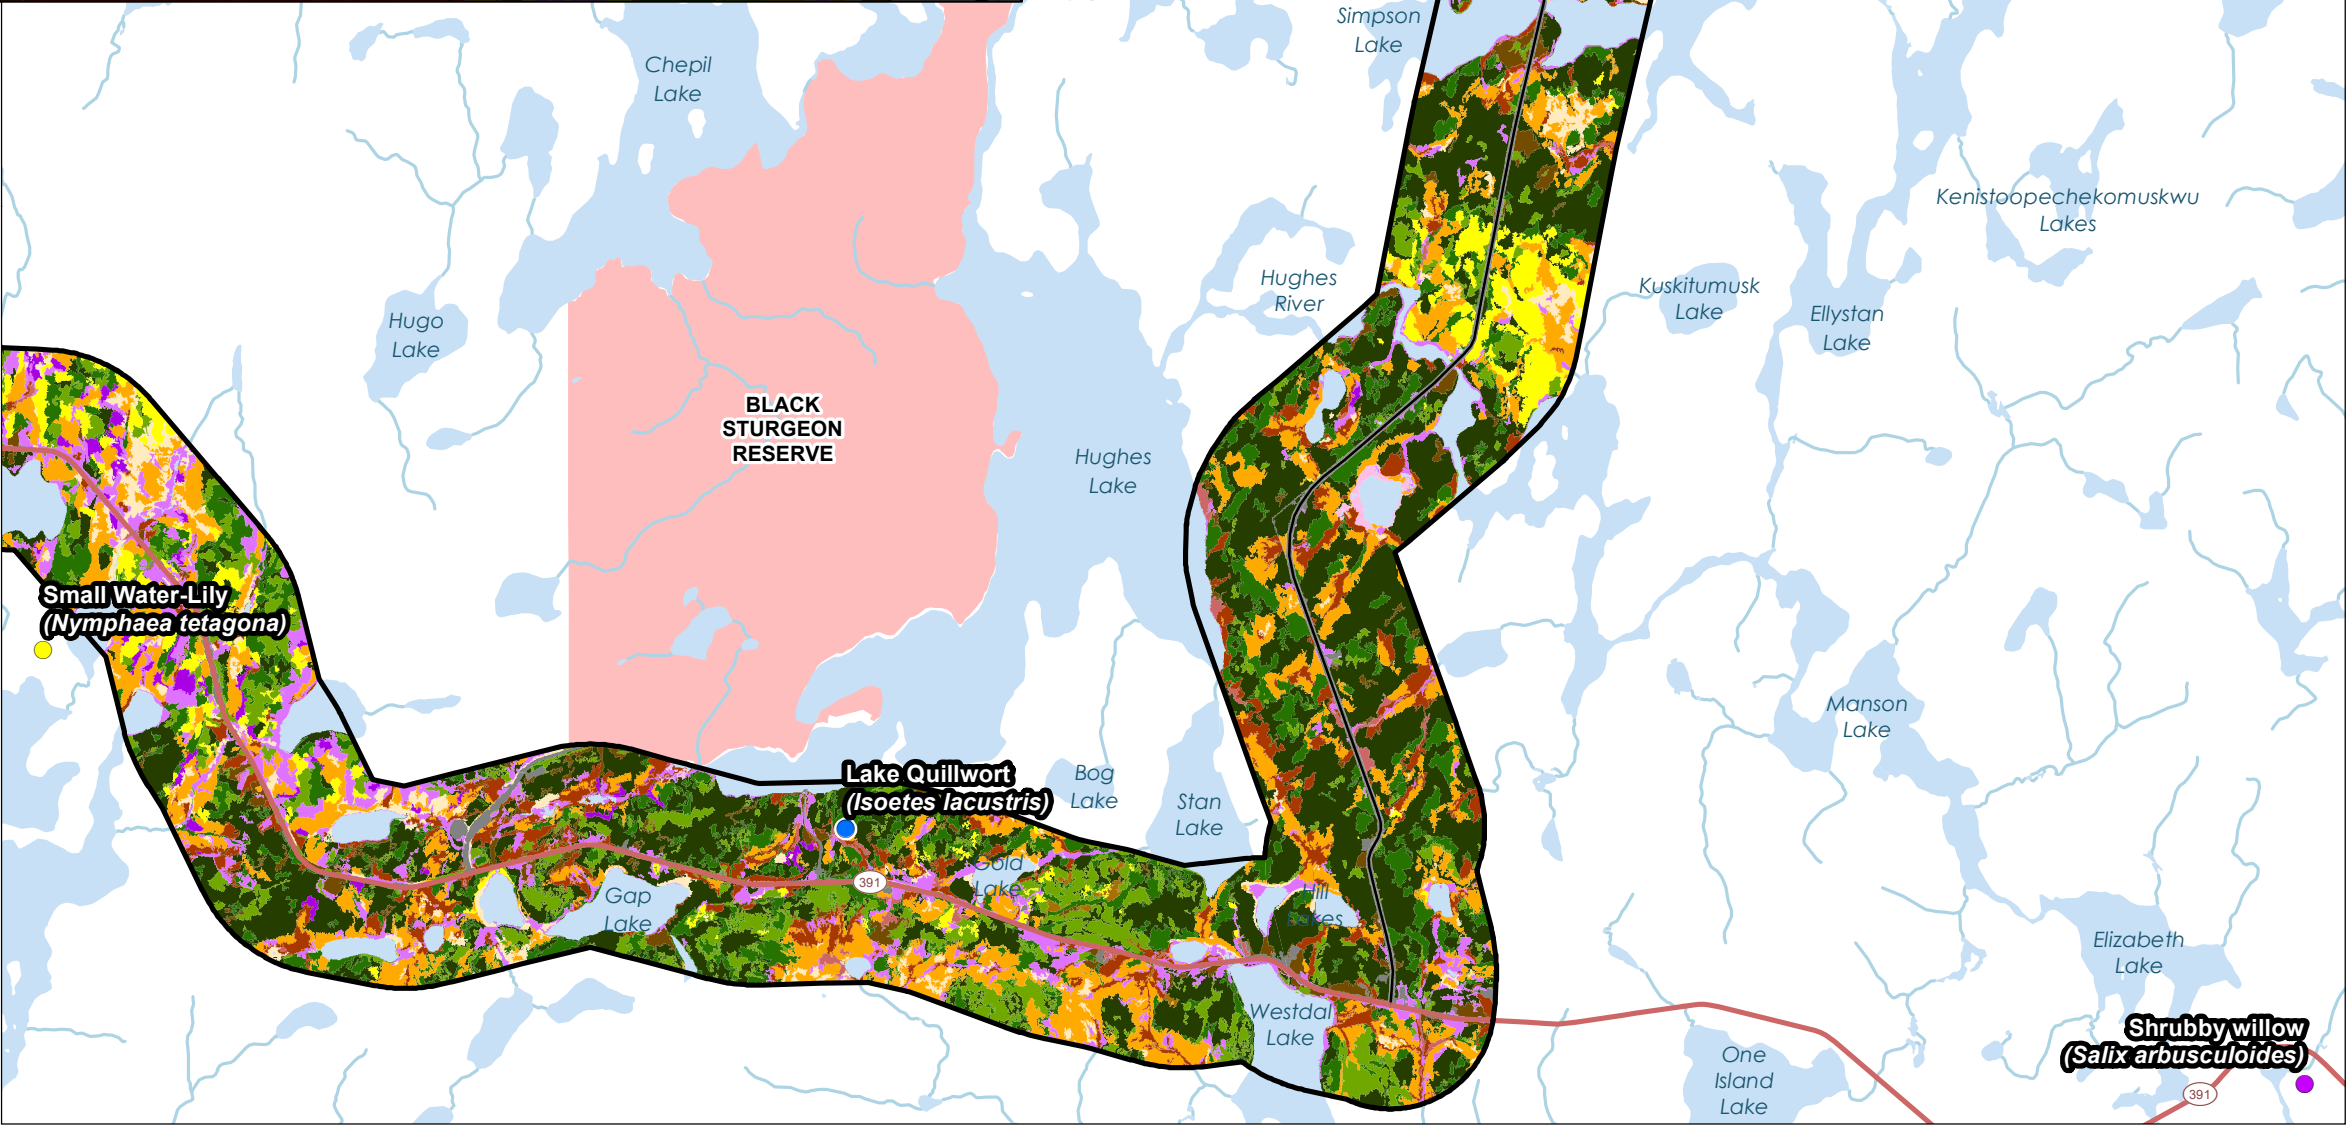 Simpson
Lake
Chepil
Lake
Kenistoopechekomuskwu
Lakes
Hughes
River
Kuskitumusk
Lake
Ellystan
Lake
Hugo
Lake
BLACK
STURGEON
RESERVE
Hughes
Lake
Small Water-Lily
(Nymphaea tetagona)
Manson
Lake
Lake Quillwort
(Isoetes lacustris)
Bog
Lake
Stan
Lake
Gold
Lake
391
Gap
Lake
Hill
Lakes
Elizabeth
Lake
Westdal
Lake
Shrubby willow
(Salix arbusculoides)
One
Island
Lake
391